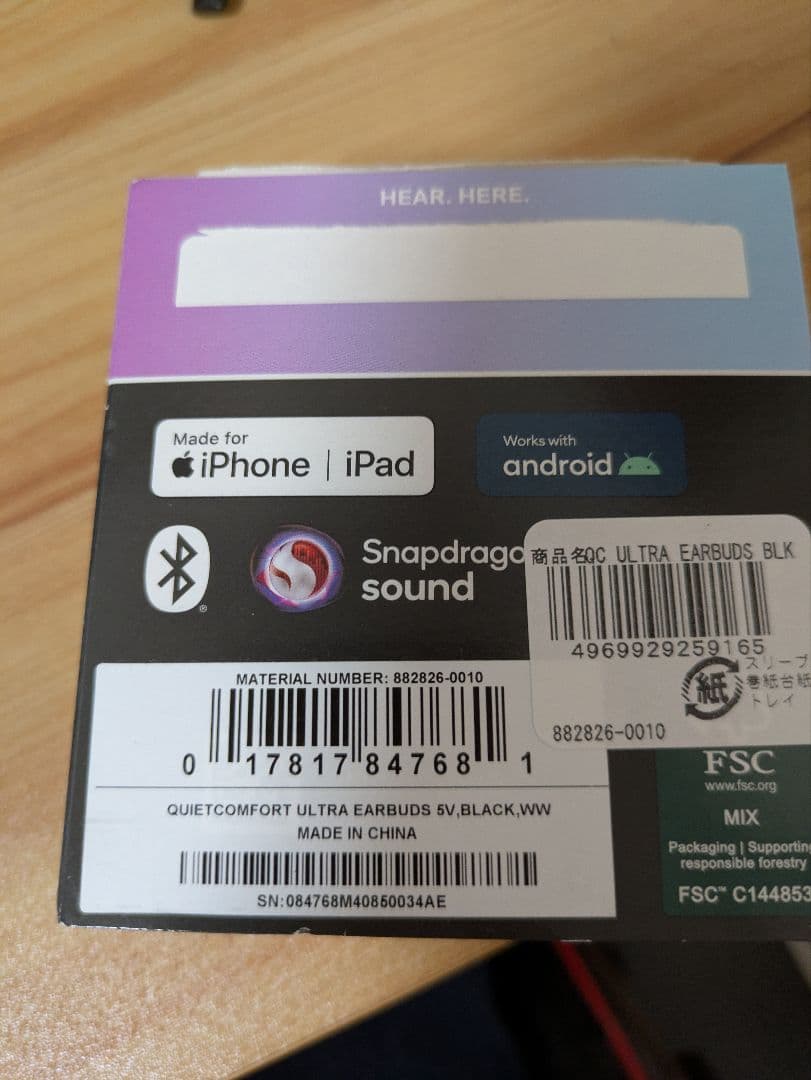 HEAR. HERE.
Made for
iPhone | iPad
Works with
android
Snapdrago
sound
商品名QC ULTRA EARBUDS BLK
4969929259165
スリーブ
巻紙台紙
トレイ
紙
882826-0010
MATERIAL NUMBER: 882826-0010
0 17817 84768 1
QUIETCOMFORT ULTRA EARBUDS 5V,BLACK,WW
MADE IN CHINA
SN:084768M40850034AE
FSC
www.fsc.org
MIX
Packaging | Supporting
responsible forestry
FSC™ C144853